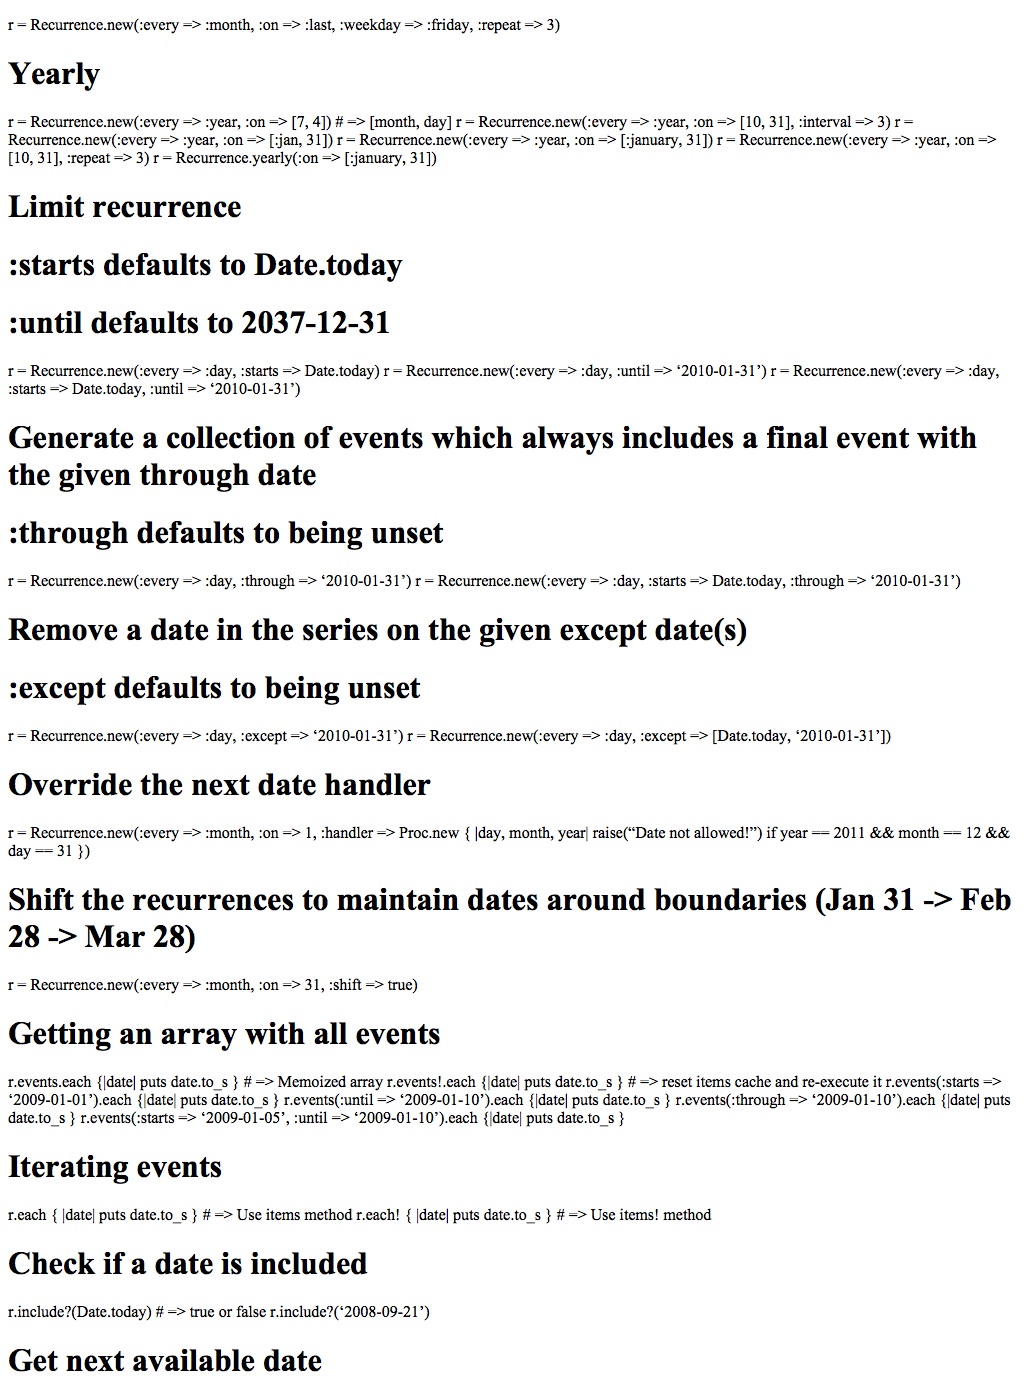 r = Recurrence.new(:every => :month, :on => :last, :weekday => :friday, :repeat => 3)
Yearly
r = Recurrence.new(:every => :year, :on => [7, 4]) # => [month, day] r = Recurrence.new(:every => :year, :on => [10, 31], :interval => 3) r =
Recurrence.new(:every => :year, :on => [:jan, 31]) r = Recurrence.new(:every => :year, :on => [:january, 31]) r = Recurrence.new(:every => :year, :on =>
[10, 31], :repeat => 3) r = Recurrence.yearly(:on => [:january, 31])
Limit recurrence
:starts defaults to Date.today
:until defaults to 2037-12-31
r = Recurrence.new(:every => :day, :starts => Date.today) r = Recurrence.new(:every => :day, :until => ‘2010-01-31’) r = Recurrence.new(:every => :day,
:starts => Date.today, :until => ‘2010-01-31’)
Generate a collection of events which always includes a final event with
the given through date
:through defaults to being unset
r = Recurrence.new(:every => :day, :through => ‘2010-01-31’) r = Recurrence.new(:every => :day, :starts => Date.today, :through => ‘2010-01-31’)
Remove a date in the series on the given except date(s)
:except defaults to being unset
r = Recurrence.new(:every => :day, :except => ‘2010-01-31’) r = Recurrence.new(:every => :day, :except => [Date.today, ‘2010-01-31’])
Override the next date handler
r = Recurrence.new(:every => :month, :on => 1, :handler => Proc.new { |day, month, year| raise(“Date not allowed!”) if year == 2011 && month == 12 &&
day == 31 })
Shift the recurrences to maintain dates around boundaries (Jan 31 -> Feb
28 -> Mar 28)
r = Recurrence.new(:every => :month, :on => 31, :shift => true)
Getting an array with all events
r.events.each {|date| puts date.to_s } # => Memoized array r.events!.each {|date| puts date.to_s } # => reset items cache and re-execute it r.events(:starts =>
‘2009-01-01’).each {|date| puts date.to_s } r.events(:until => ‘2009-01-10’).each {|date| puts date.to_s } r.events(:through => ‘2009-01-10’).each {|date| puts
date.to_s } r.events(:starts => ‘2009-01-05’, :until => ‘2009-01-10’).each {|date| puts date.to_s }
Iterating events
r.each { |date| puts date.to_s } # => Use items method r.each! { |date| puts date.to_s } # => Use items! method
Check if a date is included
r.include?(Date.today) # => true or false r.include?(‘2008-09-21’)
Get next available date